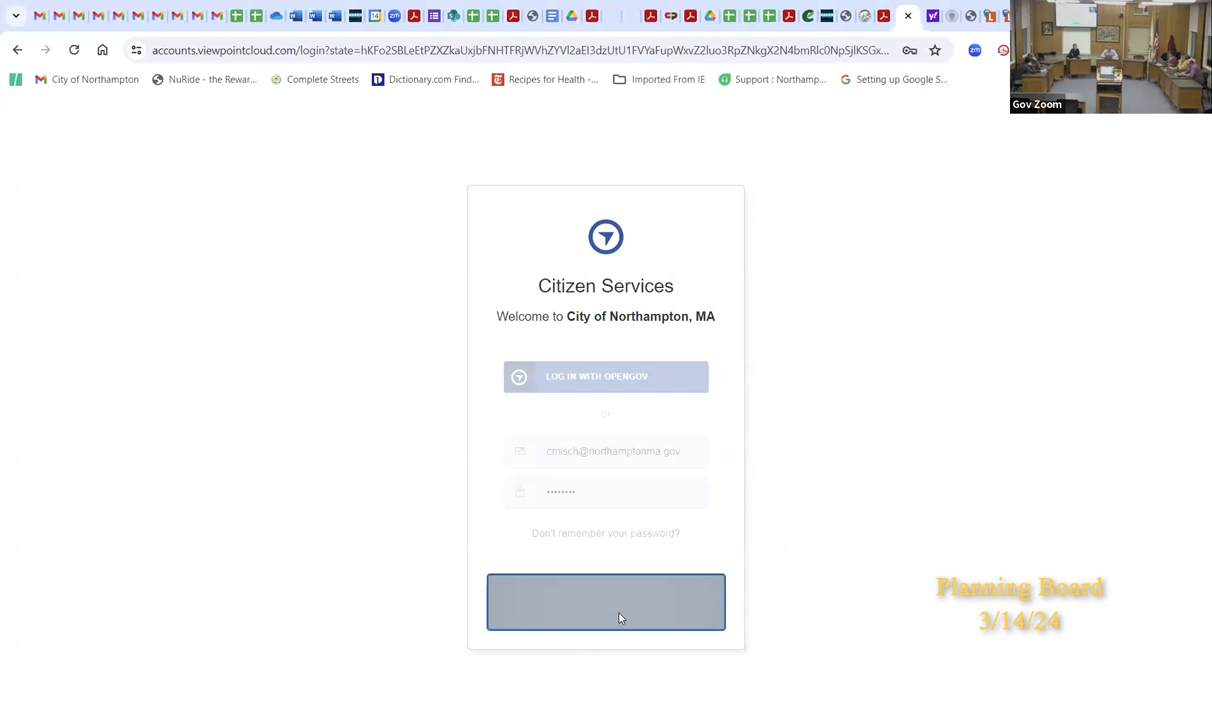 accounts.viewpointcloud.com/login?state=hKFo2SBLeEtPZXZkaUxjbFNHTFRjWVhZYVl2aEl3dzUtU1FVYaFupWxvZ2luo3RpZNkgX2N4bmRlc0NpSjlKSGx...
City of Northampton
NuRide - the Rewar...
Complete Streets
Dictionary.com Find...
Recipes for Health -...
Imported From IE
Support : Northamp...
Setting up Google S...
Gov Zoom
Citizen Services
Welcome to City of Northampton, MA
LOG IN WITH OPENGOV
or
cmisch@northamptonma.gov
Don't remember your password?
Planning Board
3/14/24